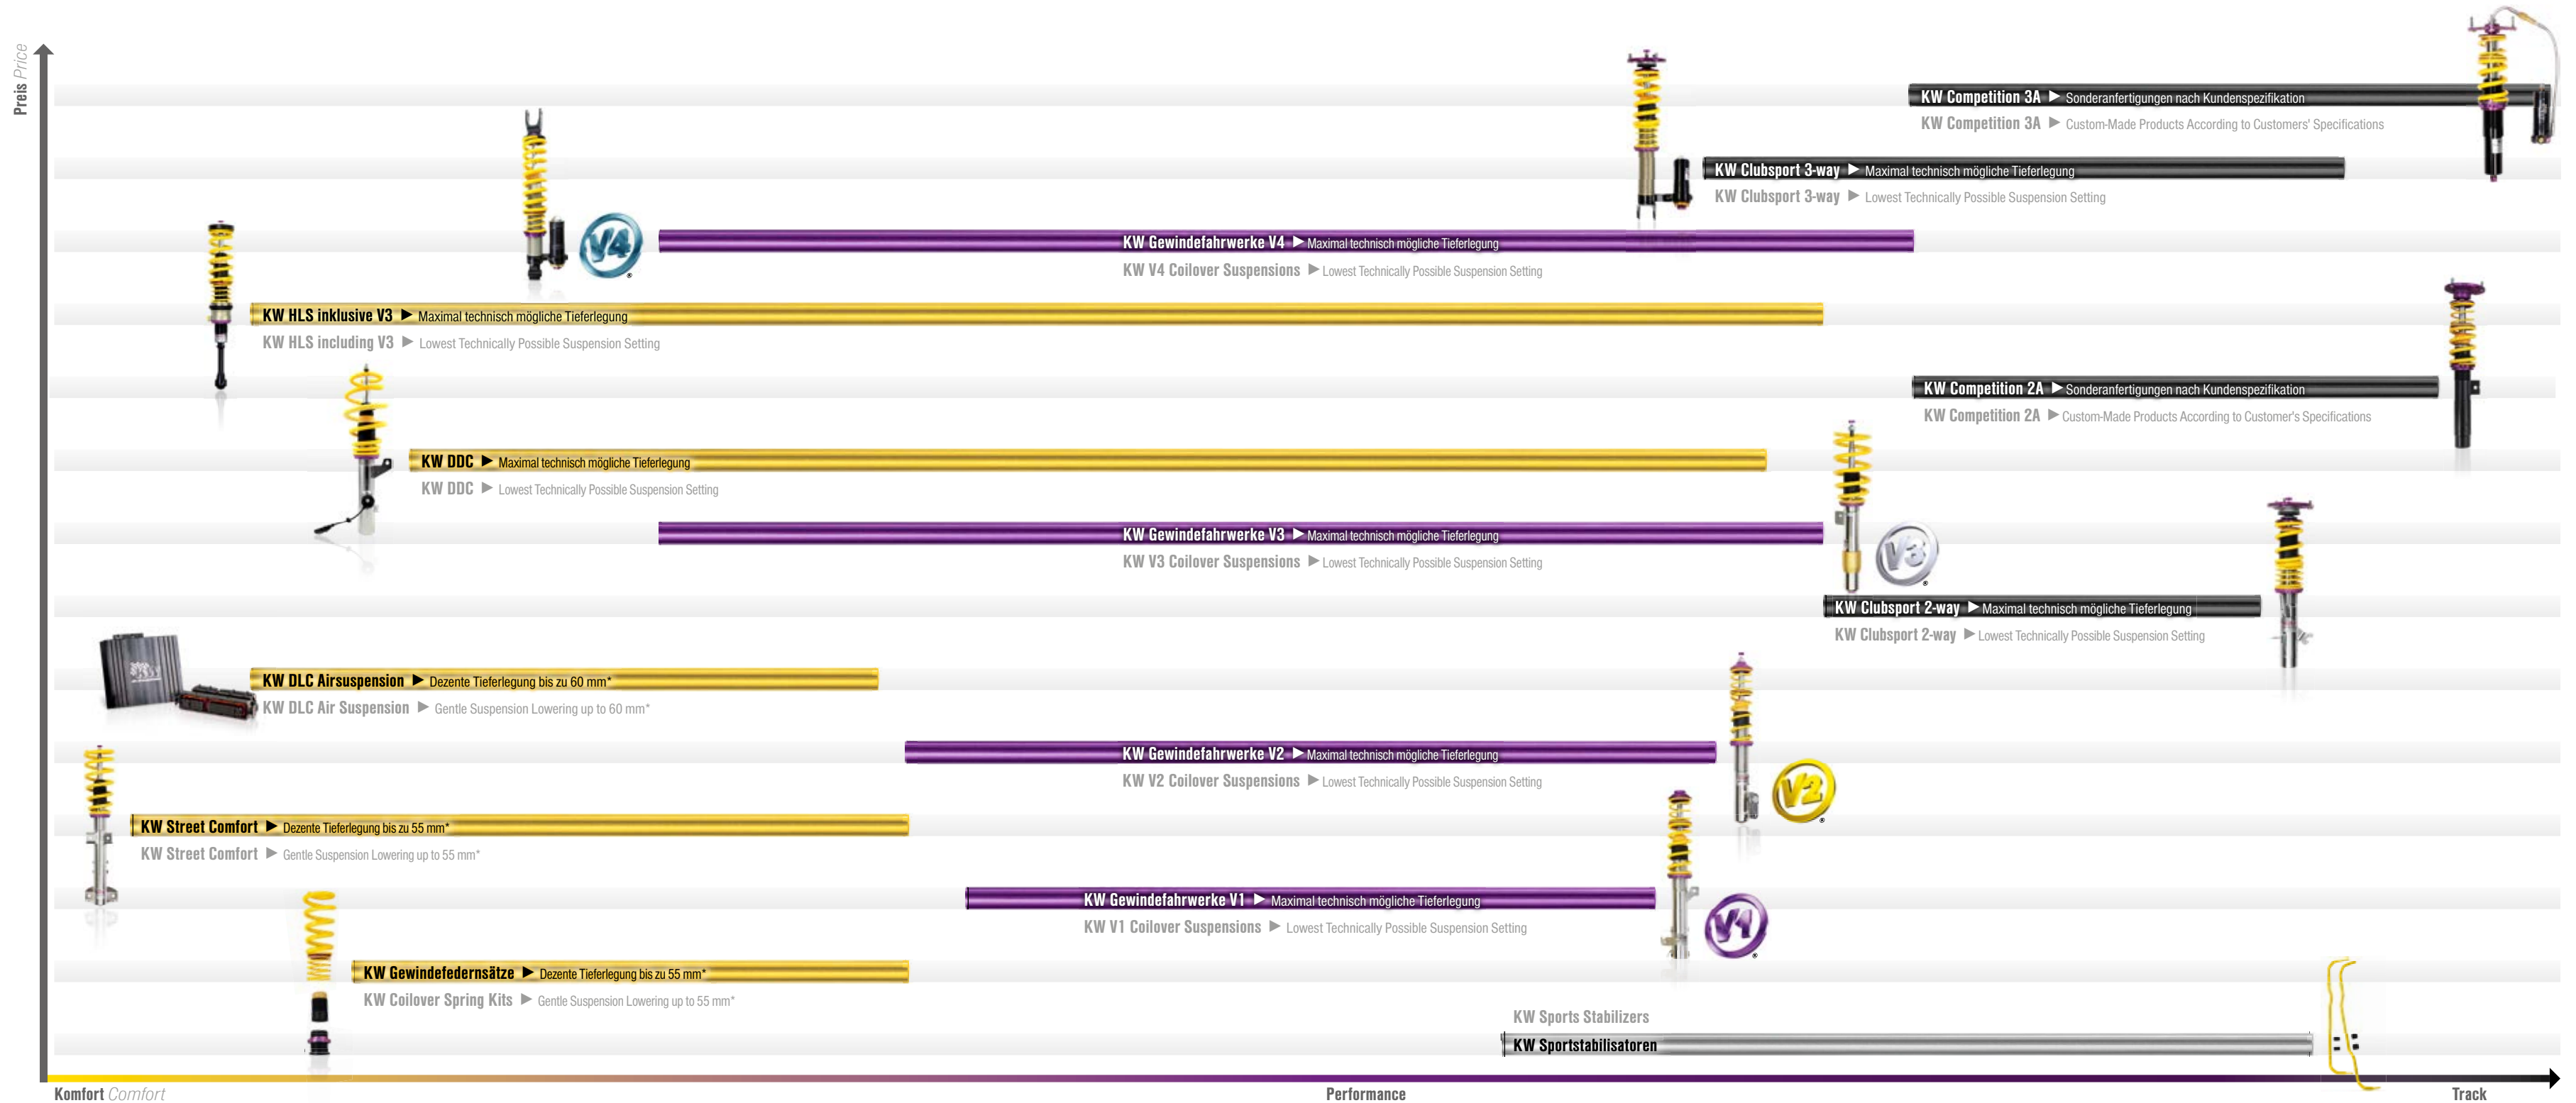 Preis Price
KW Competition 3A ► Sonderanfertigungen nach Kundenspezifikation
KW Competition 3A ► Custom-Made Products According to Customers' Specifications
KW Clubsport 3-way ► Maximal technisch mögliche Tieferlegung
KW Clubsport 3-way ► Lowest Technically Possible Suspension Setting
V4®
KW Gewindefahrwerke V4 ► Maximal technisch mögliche Tieferlegung
KW V4 Coilover Suspensions ► Lowest Technically Possible Suspension Setting
KW HLS inklusive V3 ► Maximal technisch mögliche Tieferlegung
KW HLS including V3 ► Lowest Technically Possible Suspension Setting
KW Competition 2A ► Sonderanfertigungen nach Kundenspezifikation
KW Competition 2A ► Custom-Made Products According to Customer's Specifications
KW DDC ► Maximal technisch mögliche Tieferlegung
KW DDC ► Lowest Technically Possible Suspension Setting
KW Gewindefahrwerke V3 ► Maximal technisch mögliche Tieferlegung
KW V3 Coilover Suspensions ► Lowest Technically Possible Suspension Setting
V3®
KW Clubsport 2-way ► Maximal technisch mögliche Tieferlegung
KW Clubsport 2-way ► Lowest Technically Possible Suspension Setting
KW DLC Airsuspension ► Dezente Tieferlegung bis zu 60 mm*
KW DLC Air Suspension ► Gentle Suspension Lowering up to 60 mm*
KW Gewindefahrwerke V2 ► Maximal technisch mögliche Tieferlegung
KW V2 Coilover Suspensions ► Lowest Technically Possible Suspension Setting
V2®
KW Street Comfort ► Dezente Tieferlegung bis zu 55 mm*
KW Street Comfort ► Gentle Suspension Lowering up to 55 mm*
KW Gewindefahrwerke V1 ► Maximal technisch mögliche Tieferlegung
KW V1 Coilover Suspensions ► Lowest Technically Possible Suspension Setting
V1®
KW Gewindefedernsätze ► Dezente Tieferlegung bis zu 55 mm*
KW Coilover Spring Kits ► Gentle Suspension Lowering up to 55 mm*
KW Sports Stabilizers
KW Sportstabilisatoren
Komfort Comfort
Performance
Track